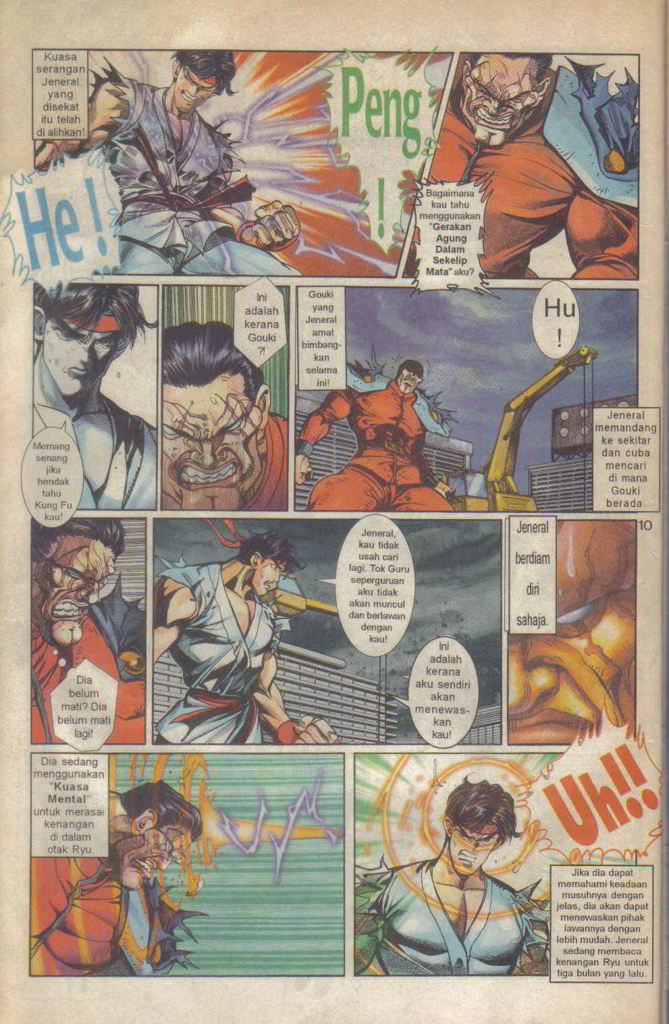 Kuasa
serangan
Jeneral
yang
disekat
itu telah
di alihkan!
He!
Peng
!
Bagaimana
kau tahu
menggunakan
"Gerakan
Agung
Dalam
Sekelip
Mata" aku?
Memang
senang
jika
hendak
tahu
Kung Fu
kau!
Ini
adalah
kerana
Gouki
?!
Gouki
yang
Jeneral
amat
bimbang-
kan
selama
ini!
Hu
!
Jeneral
memandang
ke sekitar
dan cuba
mencari
di mana
Gouki
berada.
10
Dia
belum
mati? Dia
belum mati
lagi!
Jeneral,
kau tidak
usah cari
lagi. Tok Guru
seperguruan
aku tidak
akan muncul
dan berlawan
dengan
kau!
Ini
adalah
kerana
aku sendiri
akan
menewas-
kan
kau!
Jeneral
berdiam
diri
sahaja.
Dia sedang
menggunakan
"Kuasa
Mental"
untuk merasai
kenangan
di dalam
otak Ryu.
Uh!!
Jika dia dapat
memahami keadaan
musuhnya dengan
jelas, dia akan dapat
menewaskan pihak
lawannya dengan
lebih mudah. Jeneral
sedang membaca
kenangan Ryu untuk
tiga bulan yang lalu.